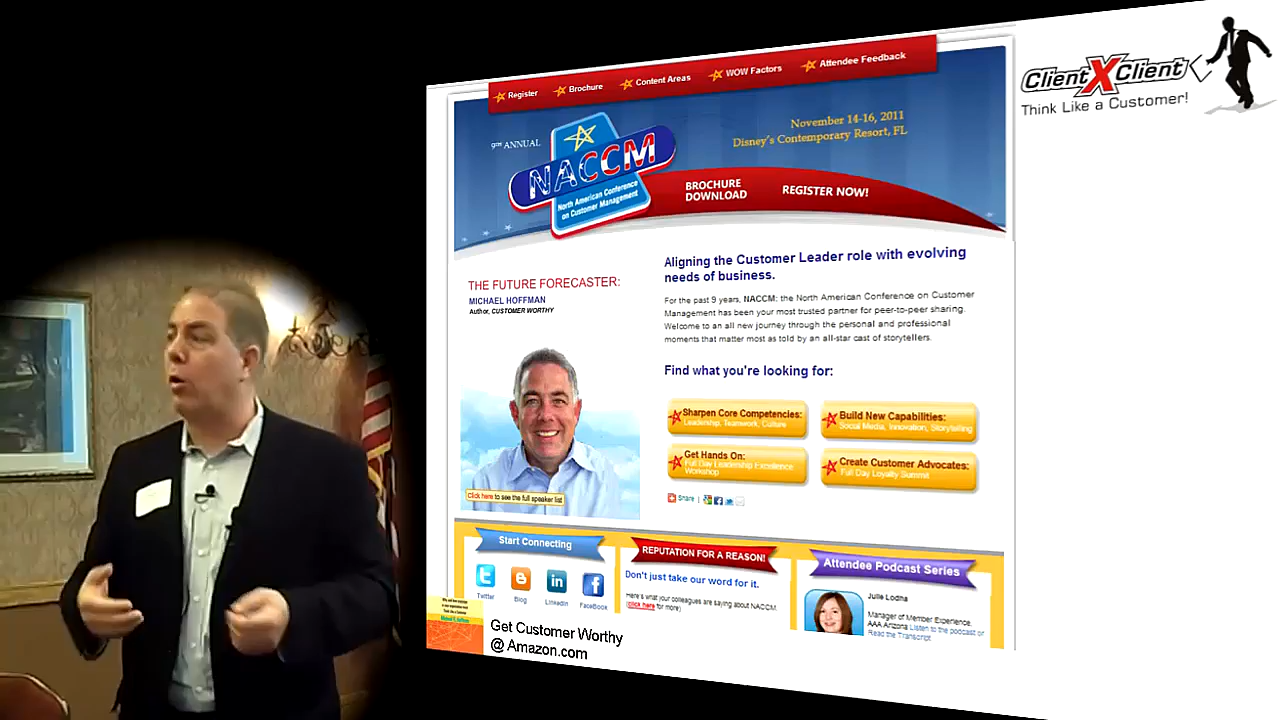 Register
Brochure
Content Areas
WOW Factors
Attendee Feedback
ClientXClient
Think Like a Customer!
9TH ANNUAL
NACCM
North American Conference
on Customer Management
November 14-16, 2011
Disney's Contemporary Resort, FL
BROCHURE
DOWNLOAD
REGISTER NOW!
THE FUTURE FORECASTER:
MICHAEL HOFFMAN
Author, CUSTOMER WORTHY
Click here to see the full speaker list
Aligning the Customer Leader role with evolving
needs of business.
For the past 9 years, NACCM: the North American Conference on Customer
Management has been your most trusted partner for peer-to-peer sharing.
Welcome to an all new journey through the personal and professional
moments that matter most as told by an all-star cast of storytellers.
Find what you're looking for:
Sharpen Core Competencies:
Leadership, Teamwork, Culture
Build New Capabilities:
Social Media, Innovation, Storytelling
Get Hands On:
Full Day Leadership Excellence
Workshop
Create Customer Advocates:
Full Day Loyalty Summit
Share
Start Connecting
Twitter
Blog
LinkedIn
FaceBook
REPUTATION FOR A REASON!
Don't just take our word for it.
Here's what your colleagues are saying about NACCM.
(click here for more)
Attendee Podcast Series
Julie Lodha
Manager of Member Experience,
AAA Arizona Listen to the podcast or
Read the Transcript
Get Customer Worthy
@ Amazon.com